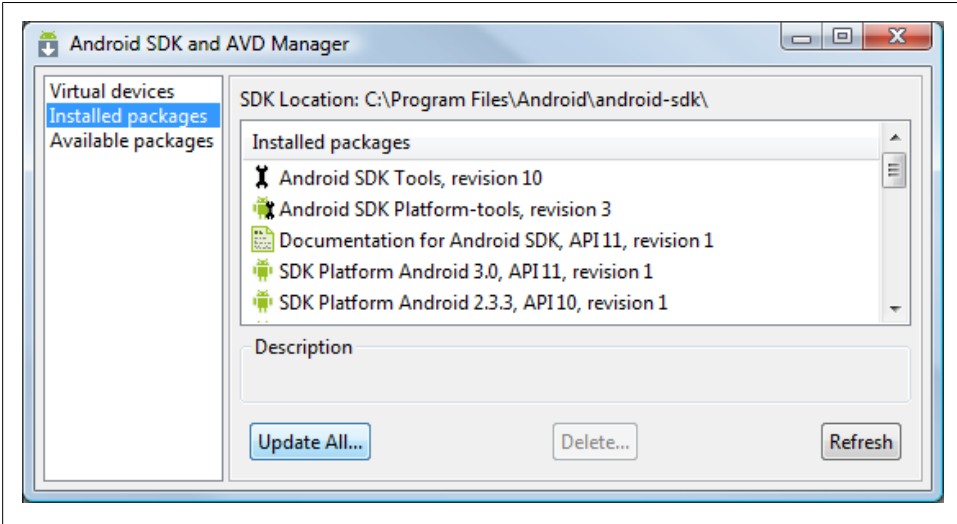 Android SDK and AVD Manager
Virtual devices
Installed packages
Available packages
SDK Location: C:\Program Files\Android\android-sdk\
Installed packages
Android SDK Tools, revision 10
Android SDK Platform-tools, revision 3
Documentation for Android SDK, API 11, revision 1
SDK Platform Android 3.0, API 11, revision 1
SDK Platform Android 2.3.3, API 10, revision 1
Description
Update All...
Delete...
Refresh